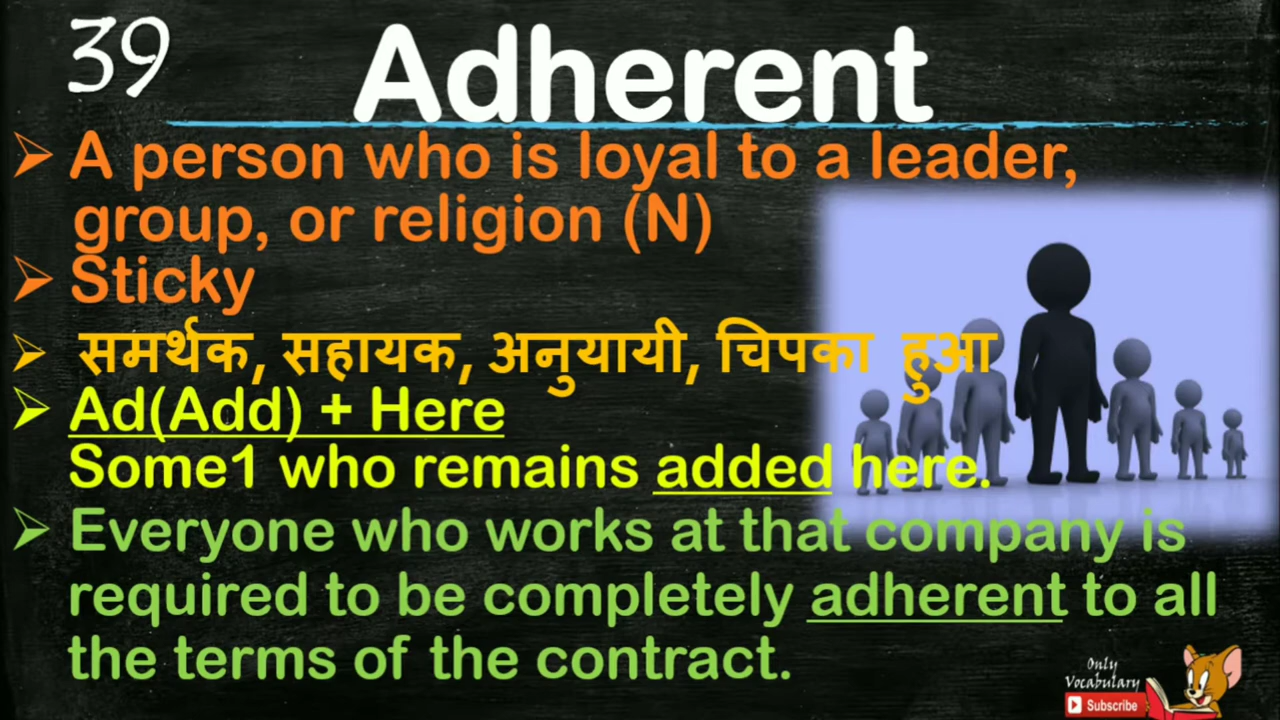 39
Adherent
➢ A person who is loyal to a leader,
group, or religion (N)
➢ Sticky
➢ समर्थक, सहायक, अनुयायी, चिपका हुआ
➢ Ad(Add) + Here
Some1 who remains added here.
➢ Everyone who works at that company is
required to be completely adherent to all
the terms of the contract.
Only
Vocabulary
Subscribe